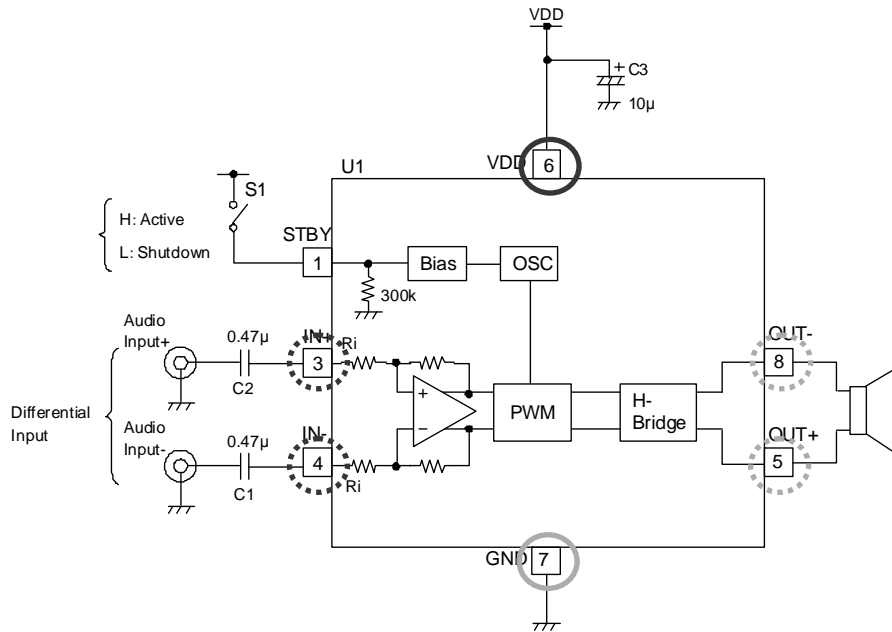 VDD
+ C3
10μ
VDD 6
U1
S1
H: Active
L: Shutdown
STBY
1
Bias
OSC
300k
Audio
Input+
0.47μ
C2
IN+
3
Ri
OUT-
8
Differential
Input
+
−
PWM
H-
Bridge
Audio
Input-
0.47μ
C1
IN-
4
Ri
OUT+
5
GND 7